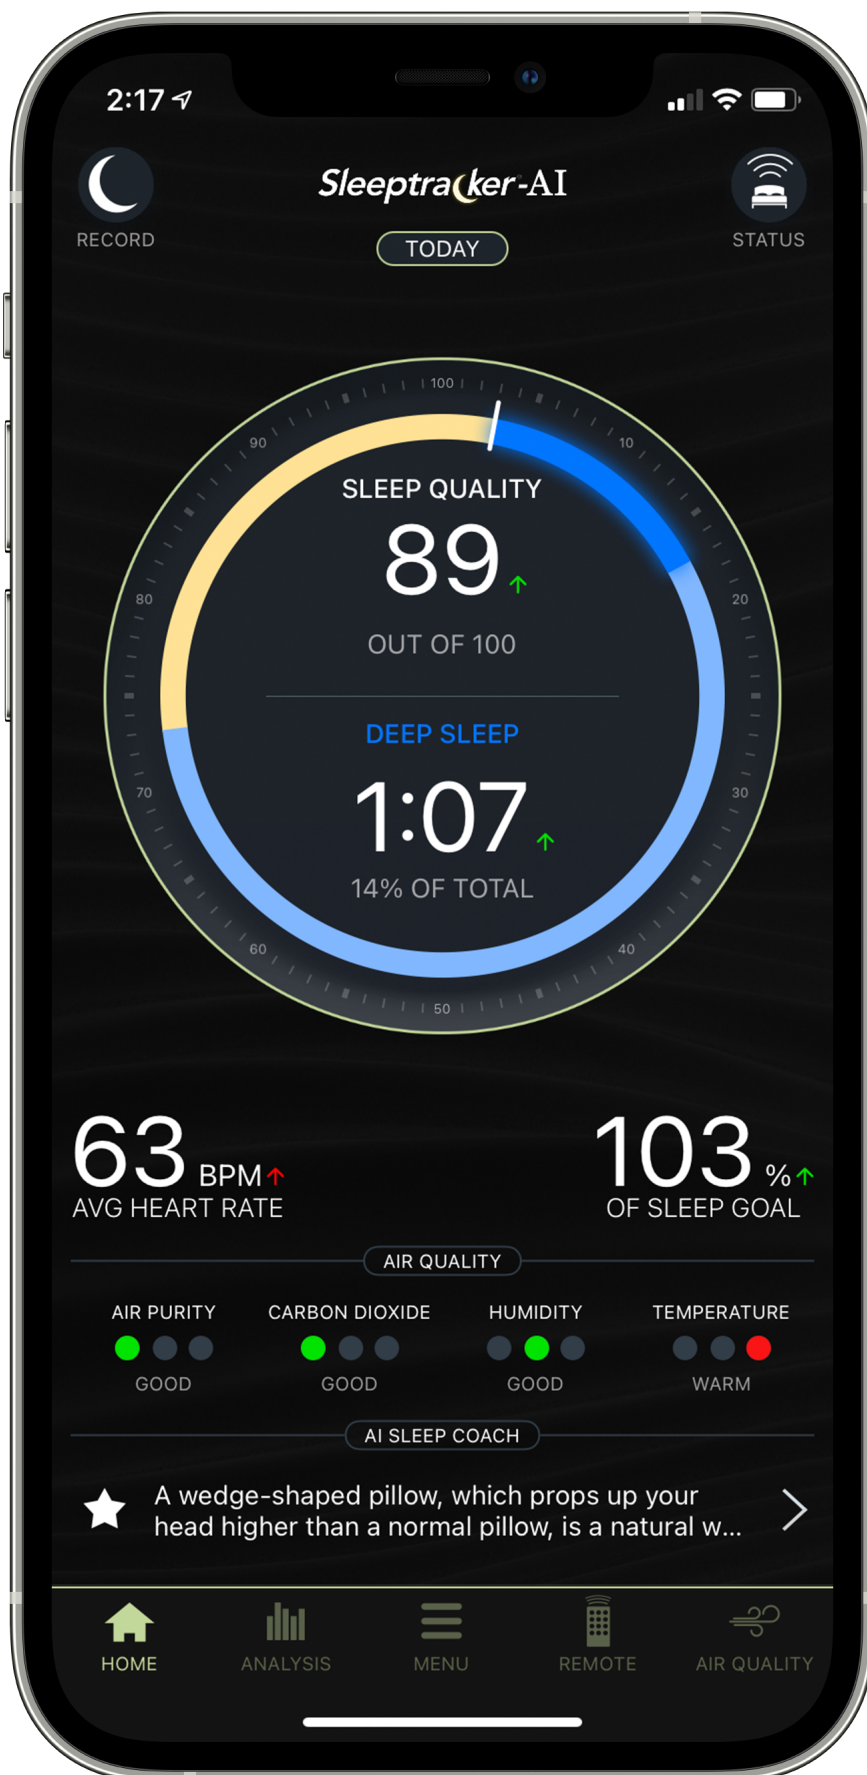 2:17
Sleeptracker®-AI
RECORD
TODAY
STATUS
100
10
20
30
40
50
60
70
80
90
SLEEP QUALITY
89
OUT OF 100
DEEP SLEEP
1:07
14% OF TOTAL
63 BPM
AVG HEART RATE
103 %
OF SLEEP GOAL
AIR QUALITY
AIR PURITY CARBON DIOXIDE HUMIDITY TEMPERATURE
GOOD GOOD GOOD WARM
AI SLEEP COACH
A wedge-shaped pillow, which props up your
head higher than a normal pillow, is a natural w...
HOME ANALYSIS MENU REMOTE AIR QUALITY